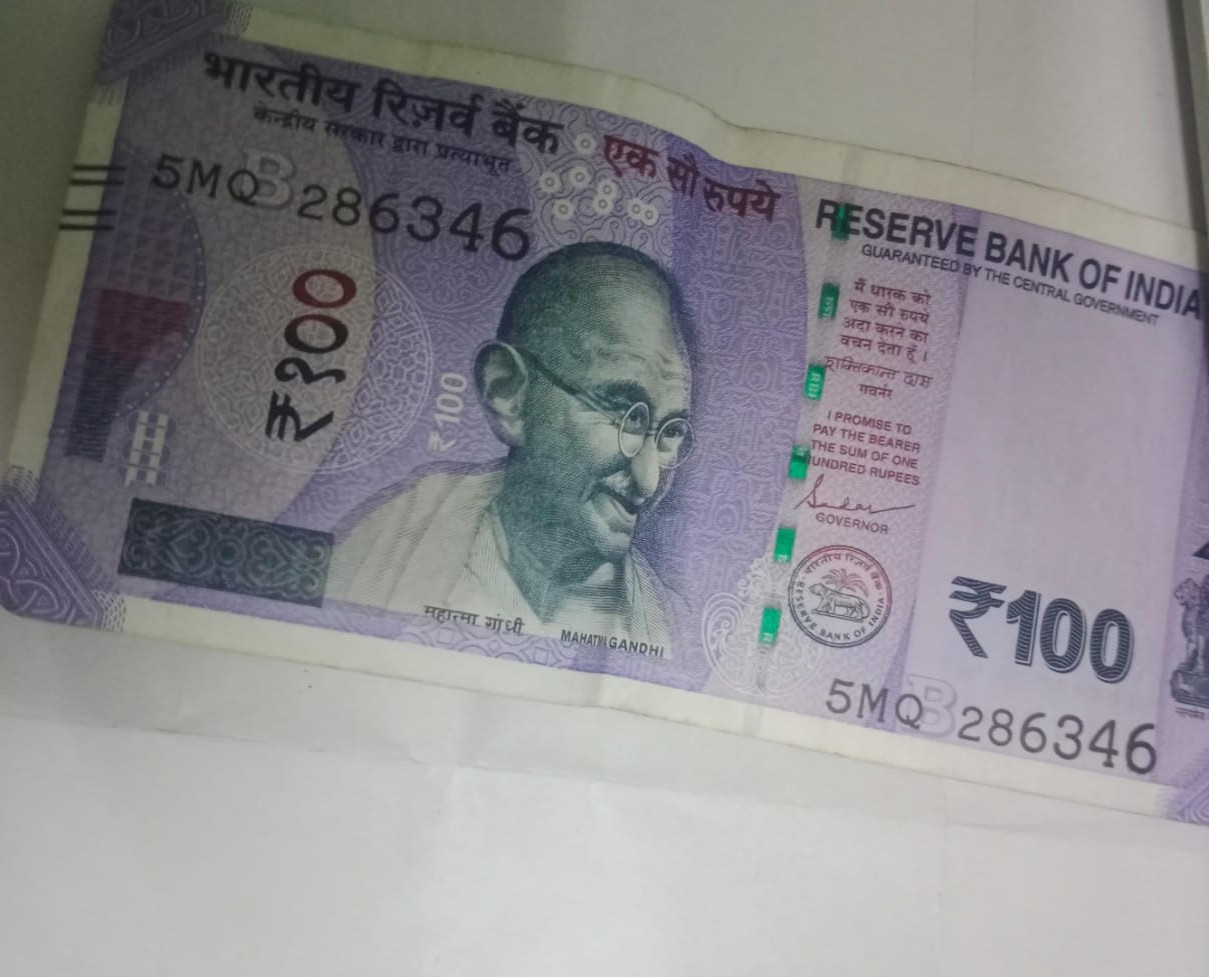 भारतीय रिज़र्व बैंक
केन्द्रीय सरकार द्वारा प्रत्याभूत
एक सौ रुपये
5MQ B 286346
₹१००
₹100
महात्मा गांधी
MAHATMA GANDHI
RESERVE BANK OF INDIA
GUARANTEED BY THE CENTRAL GOVERNMENT
मैं धारक को
एक सौ रुपये
अदा करने का
वचन देता हूँ।
शक्तिकान्त दास
गवर्नर
I PROMISE TO
PAY THE BEARER
THE SUM OF ONE
HUNDRED RUPEES
GOVERNOR
भारतीय रिज़र्व बैंक
RESERVE BANK OF INDIA
₹100
5MQ B 286346